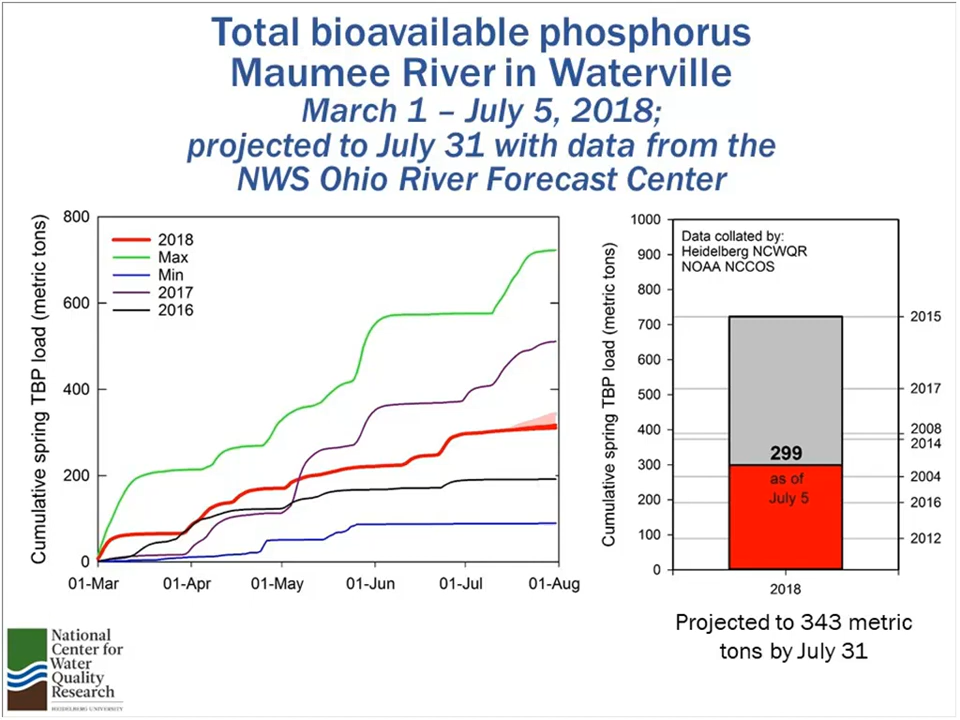 Total bioavailable phosphorus
Maumee River in Waterville
March 1 – July 5, 2018;
projected to July 31 with data from the
NWS Ohio River Forecast Center
Cumulative spring TBP load (metric tons)
800
600
400
200
0
2018
Max
Min
2017
2016
01-Mar
01-Apr
01-May
01-Jun
01-Jul
01-Aug
Cumulative spring TBP load (metric tons)
1000
900
800
700
600
500
400
300
200
100
0
Data collated by:
Heidelberg NCWQR
NOAA NCCOS
299
as of
July 5
2015
2017
2008
2014
2004
2016
2012
2018
Projected to 343 metric
tons by July 31
National
Center for
Water
Quality
Research
HEIDELBERG UNIVERSITY